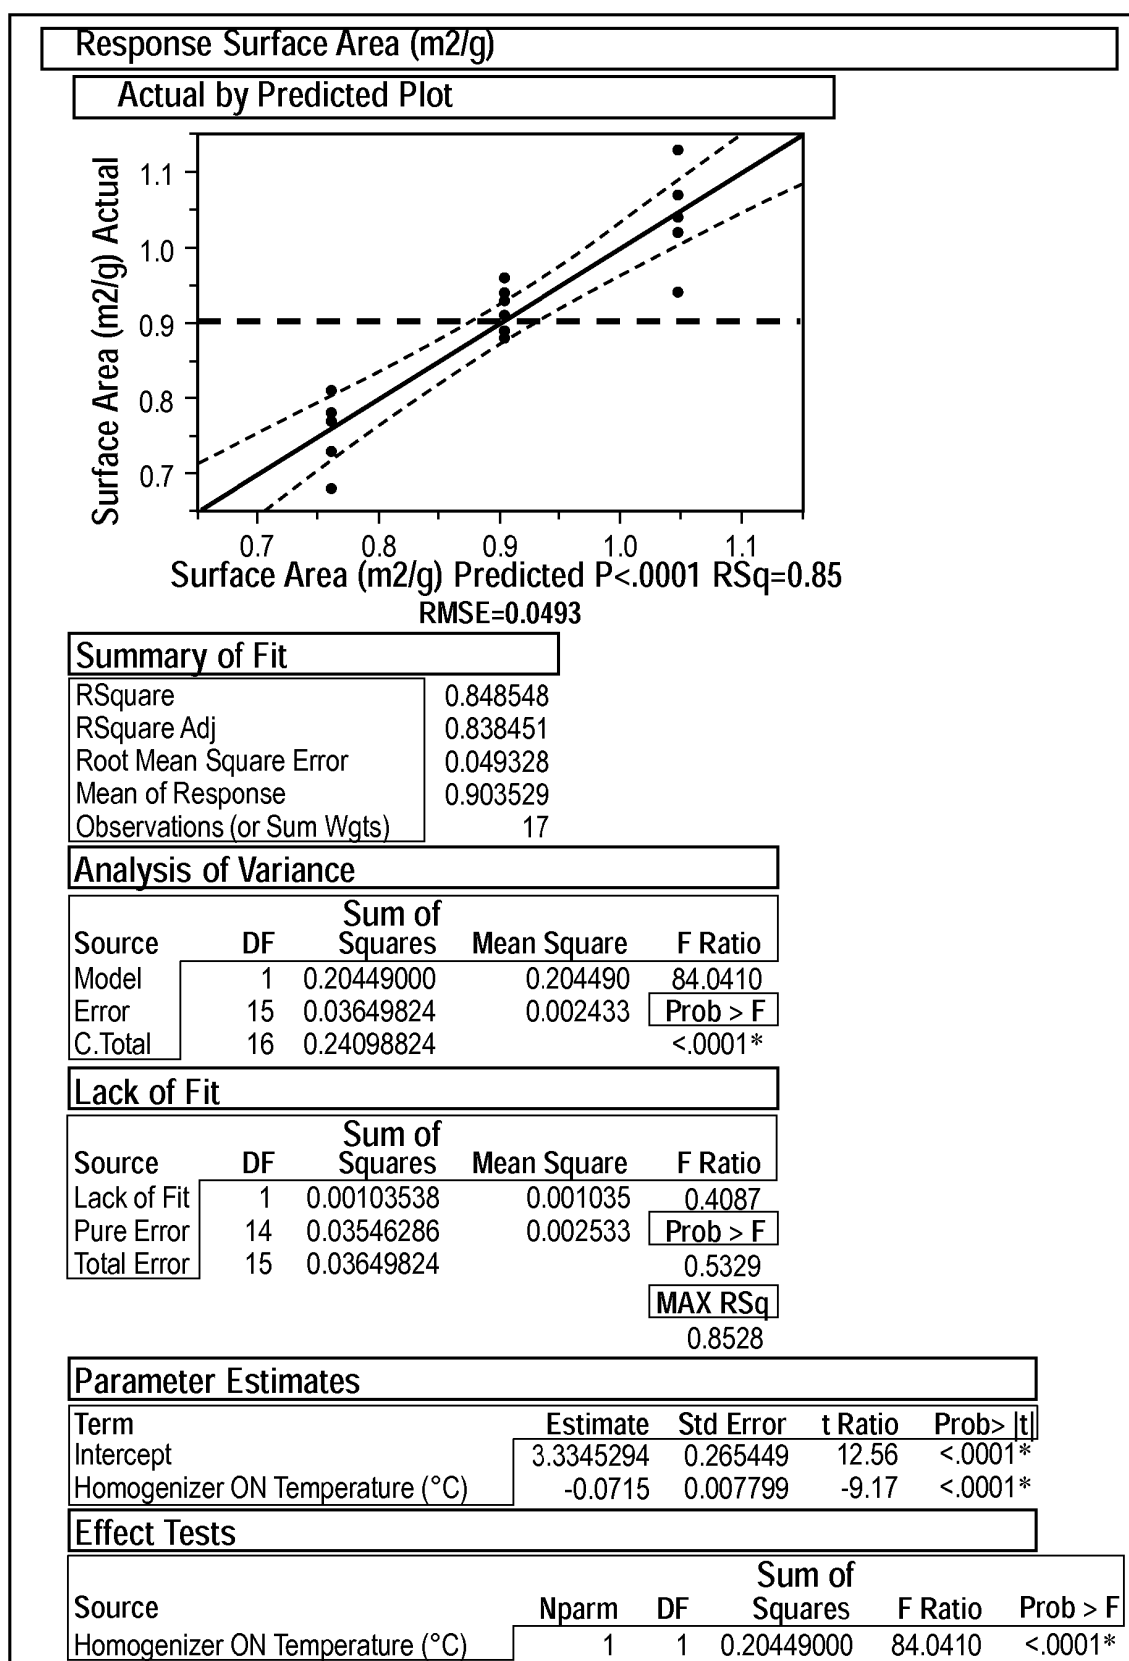 Response Surface Area (m2/g)
Actual by Predicted Plot
Surface Area (m2/g) Actual
1.1
1.0
0.9
0.8
0.7
0.7 0.8 0.9 1.0 1.1
Surface Area (m2/g) Predicted P<.0001 RSq=0.85
RMSE=0.0493
Summary of Fit
RSquare 0.848548
RSquare Adj 0.838451
Root Mean Square Error 0.049328
Mean of Response 0.903529
Observations (or Sum Wgts) 17
Analysis of Variance
Sum of
Source DF Squares Mean Square F Ratio
Model 1 0.20449000 0.204490 84.0410
Error 15 0.03649824 0.002433 Prob > F
C.Total 16 0.24098824 <.0001*
Lack of Fit
Sum of
Source DF Squares Mean Square F Ratio
Lack of Fit 1 0.00103538 0.001035 0.4087
Pure Error 14 0.03546286 0.002533 Prob > F
Total Error 15 0.03649824 0.5329
MAX RSq
0.8528
Parameter Estimates
Term Estimate Std Error t Ratio Prob> |t|
Intercept 3.3345294 0.265449 12.56 <.0001*
Homogenizer ON Temperature (°C) -0.0715 0.007799 -9.17 <.0001*
Effect Tests
Sum of
Source Nparm DF Squares F Ratio Prob > F
Homogenizer ON Temperature (°C) 1 1 0.20449000 84.0410 <.0001*